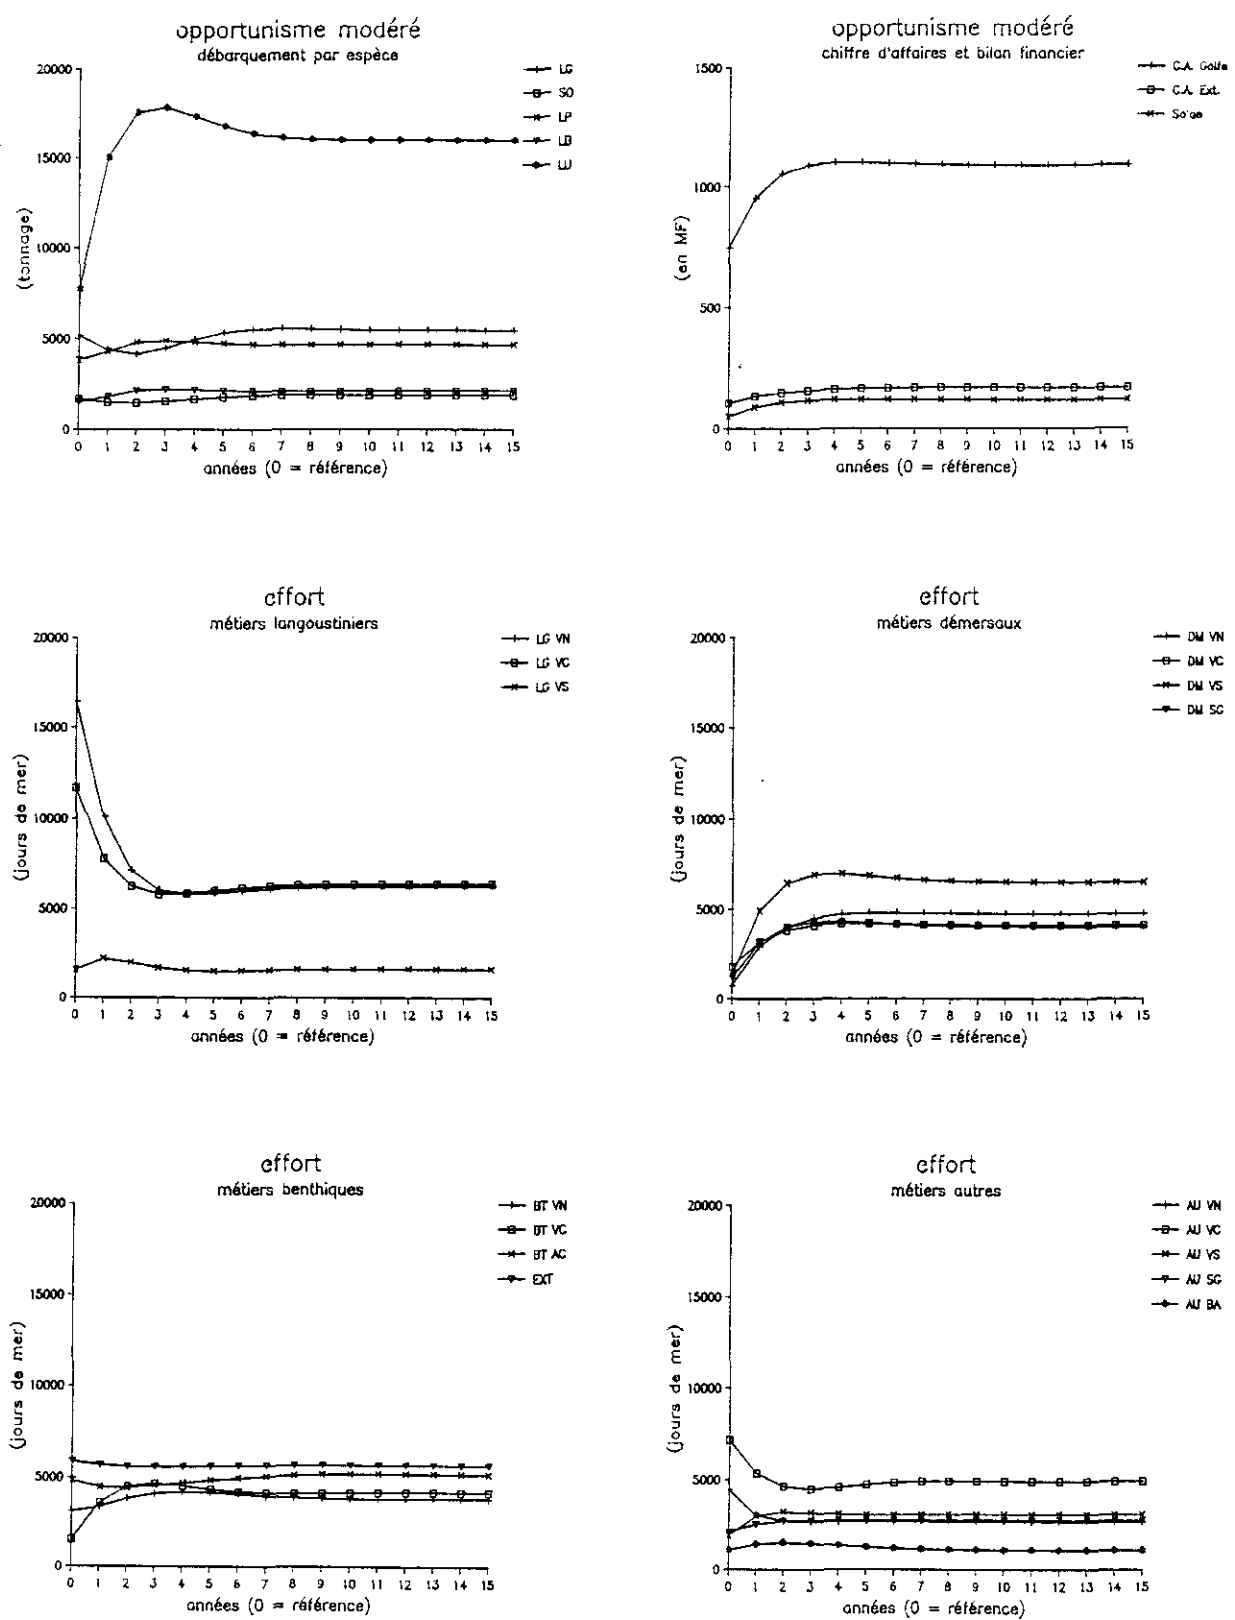 opportunisme modéré
débarquement par espèce
20000
15000
10000
5000
0
(tonnage)
LG
SO
LP
LB
LU
0 1 2 3 4 5 6 7 8 9 10 11 12 13 14 15
années (0 = référence)
opportunisme modéré
chiffre d'affaires et bilan financier
1500
1000
500
0
(en MF)
C.A. Golfe
C.A. Ext.
0 1 2 3 4 5 6 7 8 9 10 11 12 13 14 15
années (0 = référence)
effort
métiers langoustiniers
20000
15000
10000
5000
0
(jours de mer)
LG VN
LG VC
LG VS
0 1 2 3 4 5 6 7 8 9 10 11 12 13 14 15
années (0 = référence)
effort
métiers démersaux
20000
15000
10000
5000
0
(jours de mer)
DM VN
DM VC
DM VS
DM SG
0 1 2 3 4 5 6 7 8 9 10 11 12 13 14 15
années (0 = référence)
effort
métiers benthiques
20000
15000
10000
5000
0
(jours de mer)
BT VN
BT VC
BT AC
EXT
0 1 2 3 4 5 6 7 8 9 10 11 12 13 14 15
années (0 = référence)
effort
métiers autres
20000
15000
10000
5000
0
(jours de mer)
AU VN
AU VC
AU VS
AU SG
AU BA
0 1 2 3 4 5 6 7 8 9 10 11 12 13 14 15
années (0 = référence)